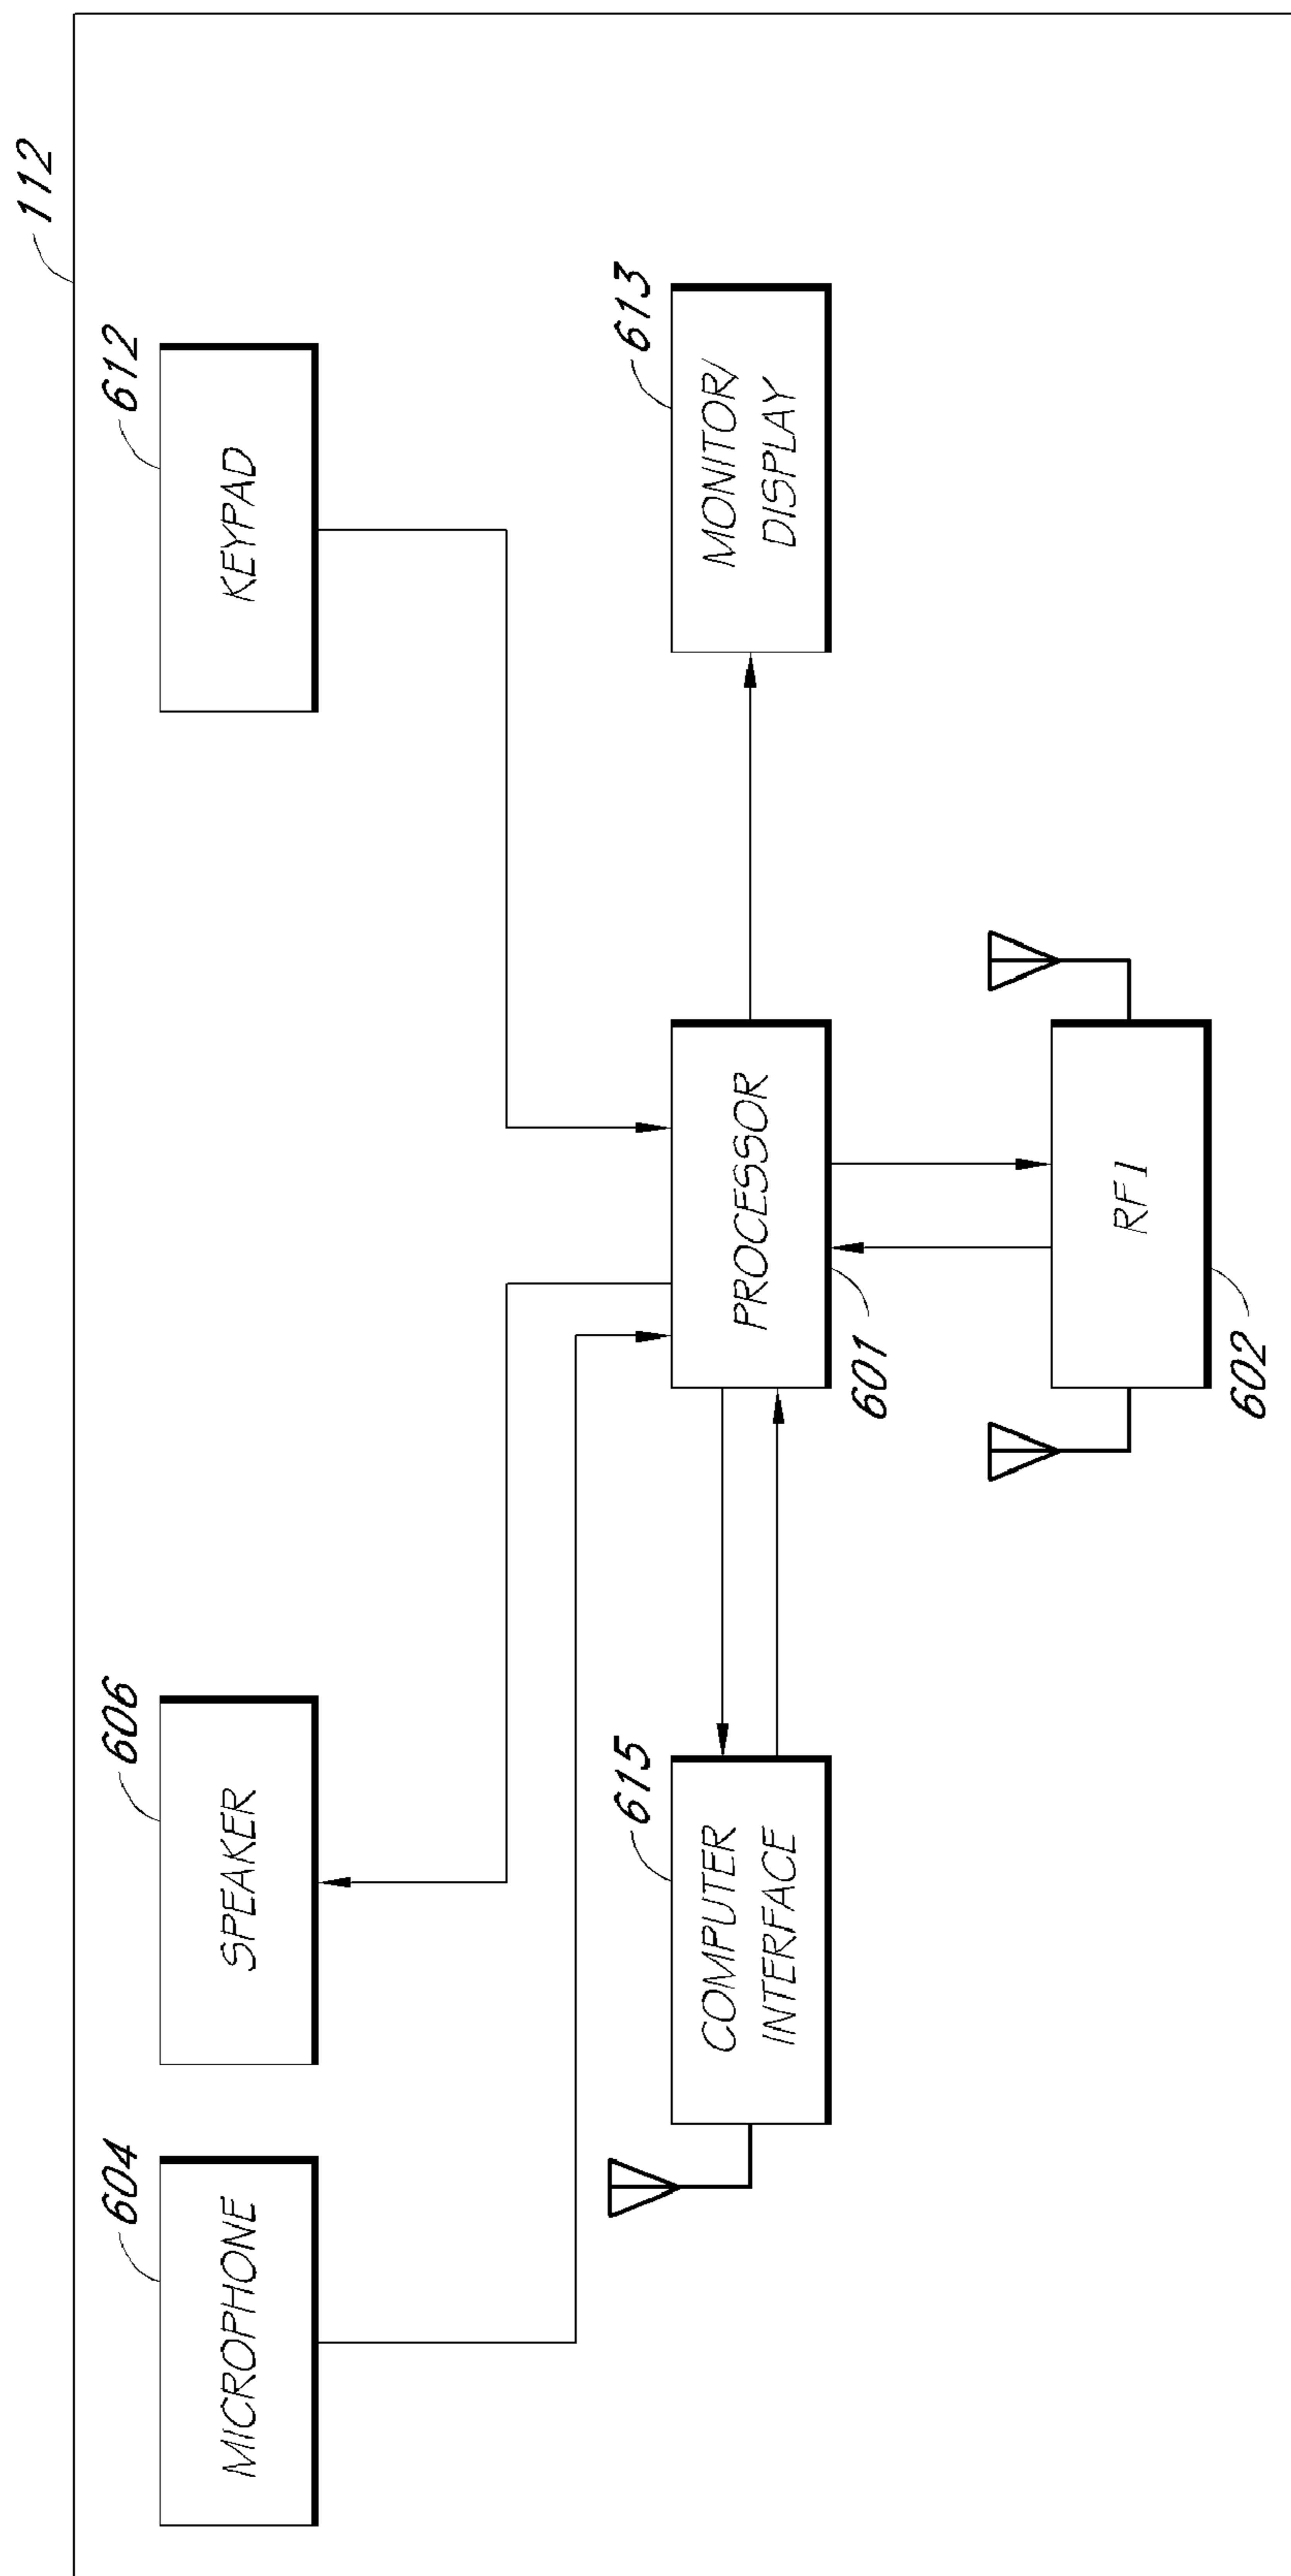 112
604
MICROPHONE
606
SPEAKER
612
KEYPAD
615
COMPUTER
INTERFACE
PROCESSOR
601
613
MONITOR/
DISPLAY
RF1
602